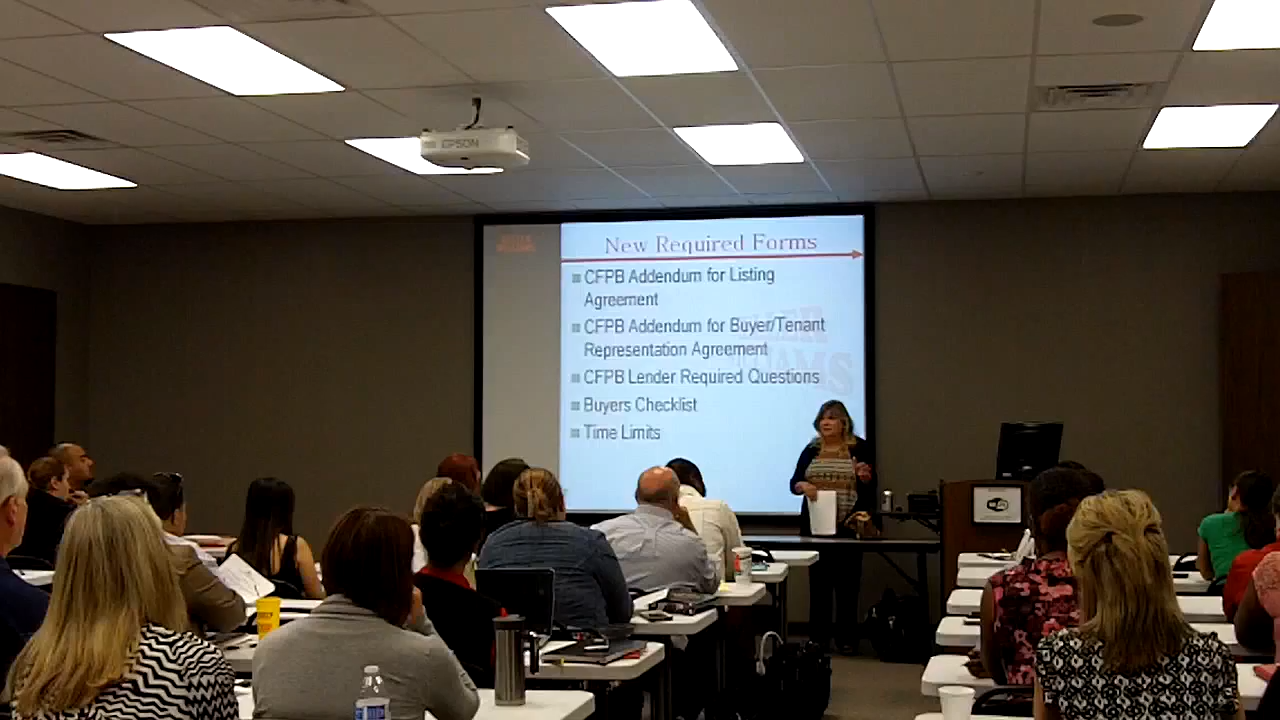 EPSON
New Required Forms
CFPB Addendum for Listing
Agreement
CFPB Addendum for Buyer/Tenant
Representation Agreement
CFPB Lender Required Questions
Buyers Checklist
Time Limits